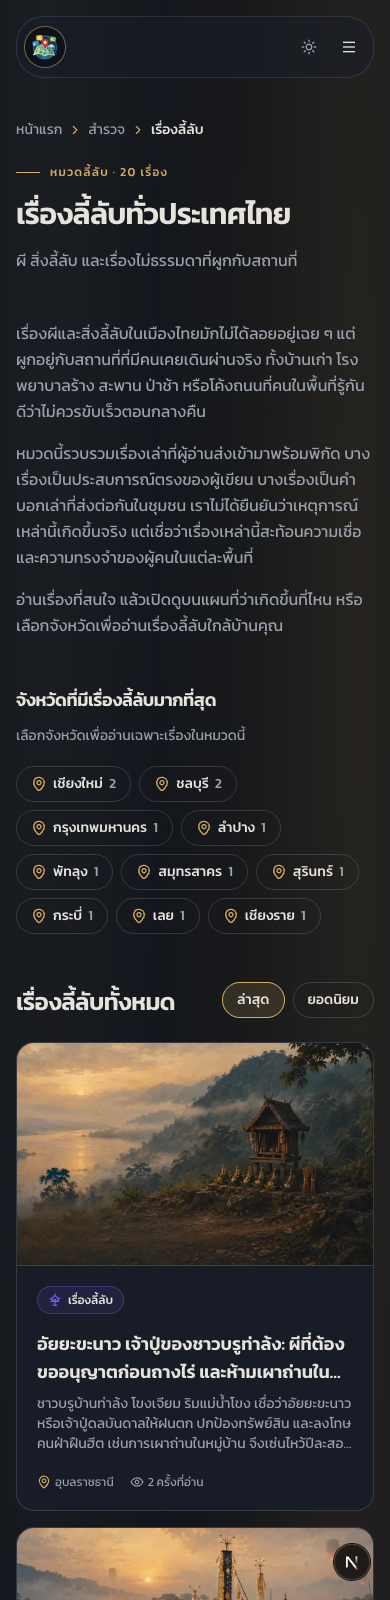 หน้าแรก > สำรวจ > เรื่องลี้ลับ
หมวดลี้ลับ · 20 เรื่อง
เรื่องลี้ลับทั่วประเทศไทย
ผี สิ่งลี้ลับ และเรื่องไม่ธรรมดาที่ผูกกับสถานที่
เรื่องผีและสิ่งลี้ลับในเมืองไทยมักไม่ได้ลอยอยู่เฉย ๆ แต่
ผูกอยู่กับสถานที่ที่มีคนเคยเดินผ่านจริง ทั้งบ้านเก่า โรง
พยาบาลร้าง สะพาน ป่าช้า หรือโค้งถนนที่คนในพื้นที่รู้กัน
ดีว่าไม่ควรขับเร็วตอนกลางคืน
หมวดนี้รวบรวมเรื่องเล่าที่ผู้อ่านส่งเข้ามาพร้อมพิกัด บาง
เรื่องเป็นประสบการณ์ตรงของผู้เขียน บางเรื่องเป็นคำ
บอกเล่าที่ส่งต่อกันในชุมชน เราไม่ได้ยืนยันว่าเหตุการณ์
เหล่านี้เกิดขึ้นจริง แต่เชื่อว่าเรื่องเหล่านี้สะท้อนความเชื่อ
และความทรงจำของผู้คนในแต่ละพื้นที่
อ่านเรื่องที่สนใจ แล้วเปิดดูบนแผนที่ว่าเกิดขึ้นที่ไหน หรือ
เลือกจังหวัดเพื่ออ่านเรื่องลี้ลับใกล้บ้านคุณ
จังหวัดที่มีเรื่องลี้ลับมากที่สุด
เลือกจังหวัดเพื่ออ่านเฉพาะเรื่องในหมวดนี้
เชียงใหม่ 2 ชลบุรี 2
กรุงเทพมหานคร 1 ลำปาง 1
พัทลุง 1 สมุทรสาคร 1 สุรินทร์ 1
กระบี่ 1 เลย 1 เชียงราย 1
เรื่องลี้ลับทั้งหมด ล่าสุด ยอดนิยม
เรื่องลี้ลับ
อัยยะขะนาว เจ้าปู่ของชาวบรูท่าล้ง: ผีที่ต้อง
ขออนุญาตก่อนถางไร่ และห้ามเผาถ่านใน...
ชาวบรูบ้านท่าล้ง โขงเจียม ริมแม่น้ำโขง เชื่อว่าอัยยะขะนาว
หรือเจ้าปู่ดลบันดาลให้ฝนตก ปกป้องทรัพย์สิน และลงโทษ
คนฝ่าฝืนฮีต เช่นการเผาถ่านในหมู่บ้าน จึงเซ่นไหว้ปีละสอ...
อุบลราชธานี 2 ครั้งที่อ่าน
N